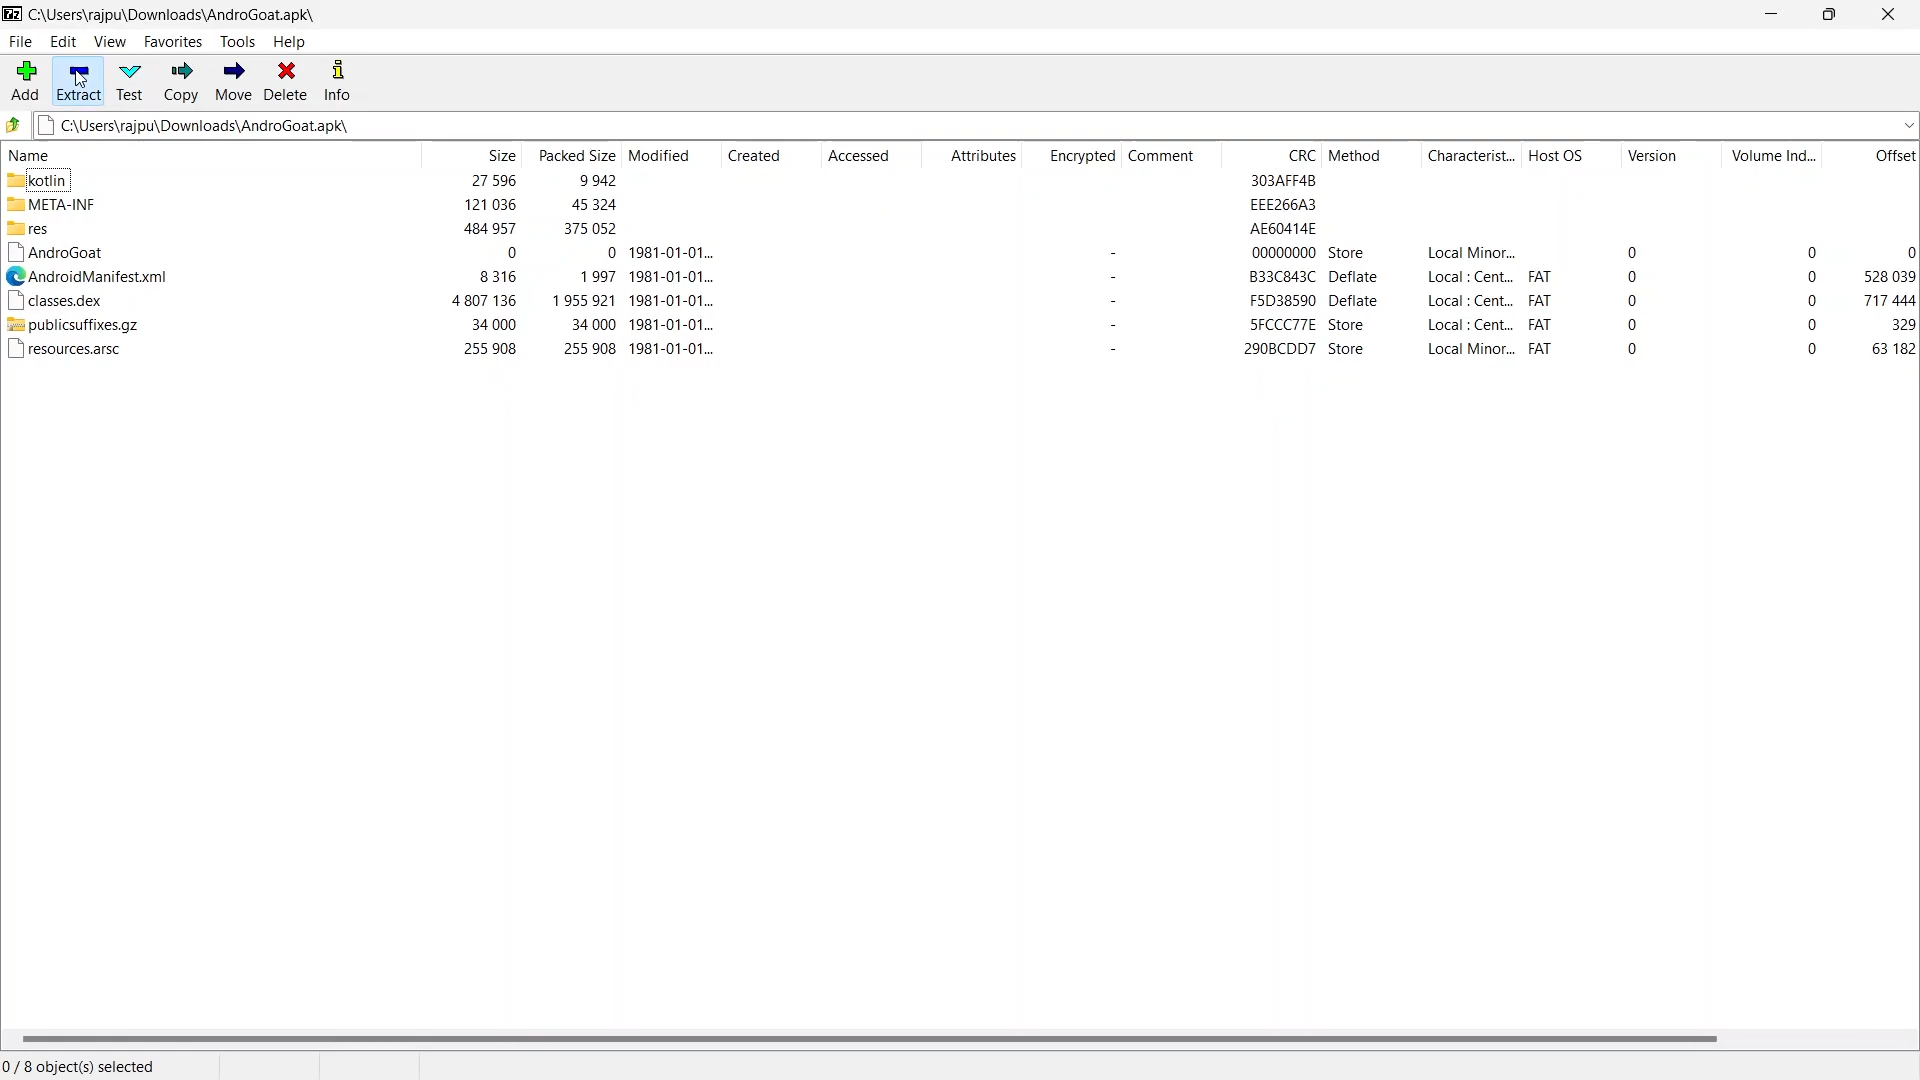 C:\Users\rajpu\Downloads\AndroGoat.apk\
File Edit View Favorites Tools Help
Add Extract Test Copy Move Delete Info
C:\Users\rajpu\Downloads\AndroGoat.apk\
Name Size Packed Size Modified Created Accessed Attributes Encrypted Comment CRC Method Characterist... Host OS Version Volume Ind... Offset
kotlin 27 596 9 942 303AFF4B
META-INF 121 036 45 324 EEE266A3
res 484 957 375 052 AE60414E
AndroGoat 0 0 1981-01-01... - 00000000 Store Local Minor... 0 0 0
AndroidManifest.xml 8 316 1 997 1981-01-01... - B33C843C Deflate Local : Cent... FAT 0 0 528 039
classes.dex 4 807 136 1 955 921 1981-01-01... - F5D38590 Deflate Local : Cent... FAT 0 0 717 444
publicsuffixes.gz 34 000 34 000 1981-01-01... - 5FCCC77E Store Local : Cent... FAT 0 0 329
resources.arsc 255 908 255 908 1981-01-01... - 290BCDD7 Store Local Minor... FAT 0 0 63 182
0 / 8 object(s) selected